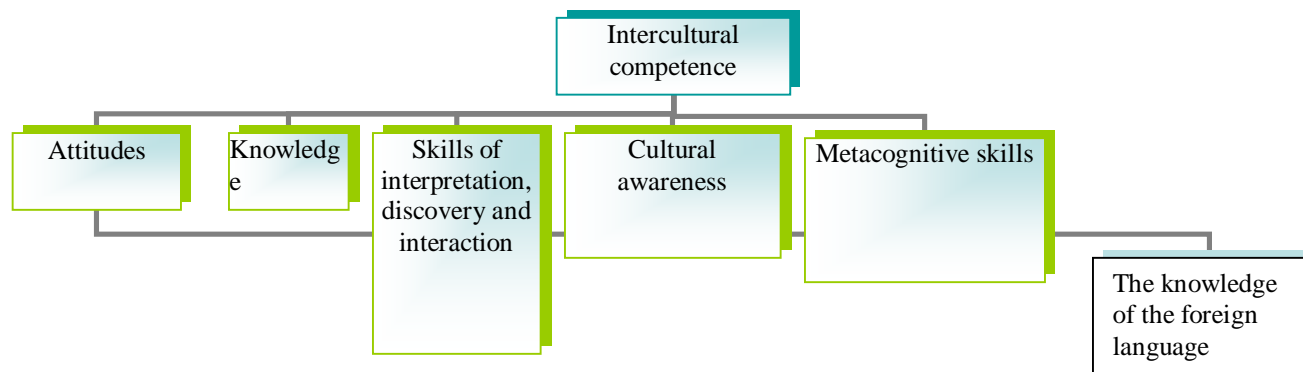 Intercultural
competence
Attitudes
Knowledg
e
Skills of
interpretation,
discovery and
interaction
Cultural
awareness
Metacognitive skills
The knowledge
of the foreign
language